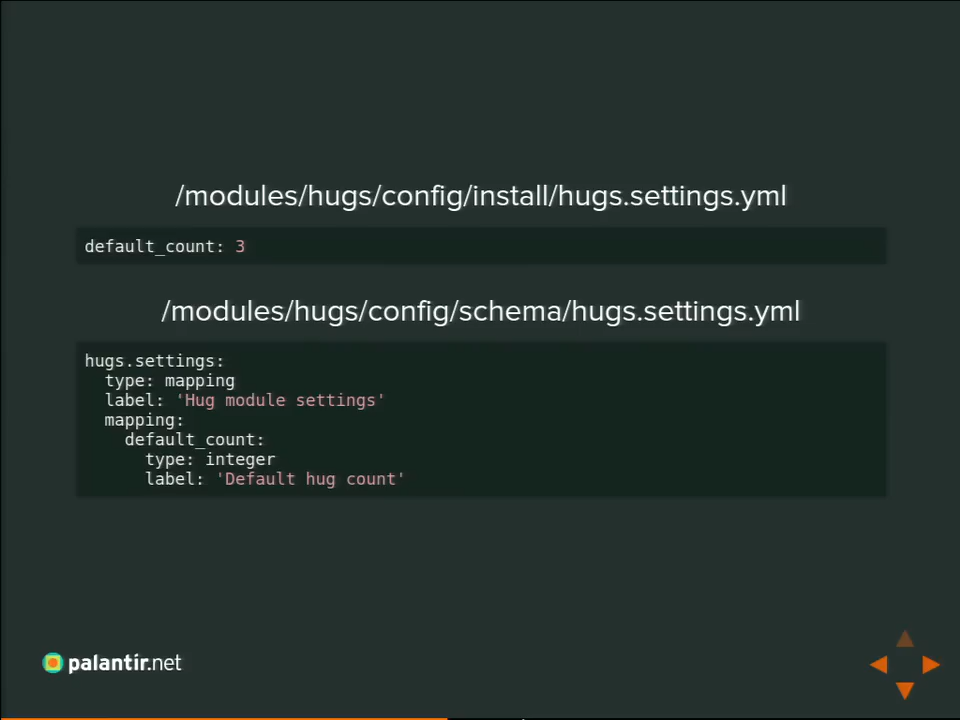 /modules/hugs/config/install/hugs.settings.yml
default_count: 3
/modules/hugs/config/schema/hugs.settings.yml
hugs.settings:
  type: mapping
  label: 'Hug module settings'
  mapping:
    default_count:
      type: integer
      label: 'Default hug count'
palantir.net